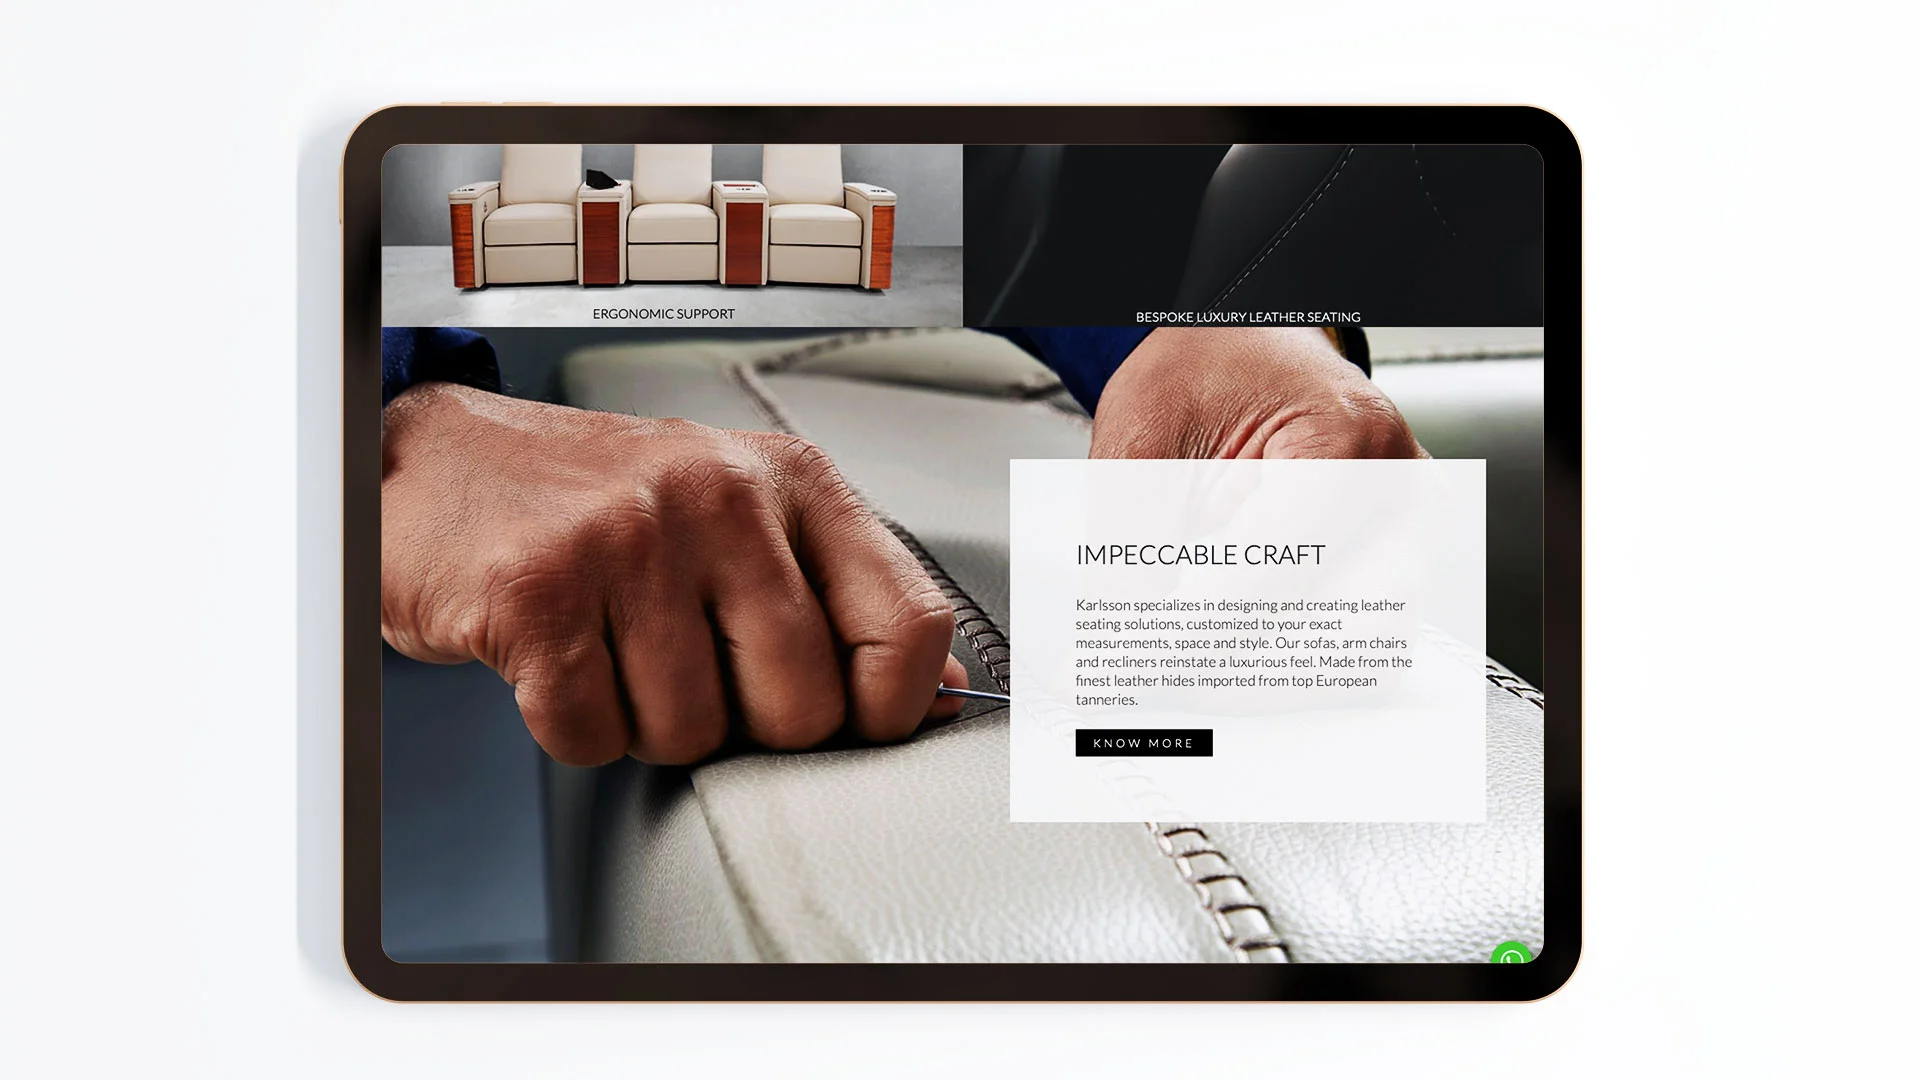 ERGONOMIC SUPPORT
BESPOKE LUXURY LEATHER SEATING
IMPECCABLE CRAFT
Karlsson specializes in designing and creating leather
seating solutions, customized to your exact
measurements, space and style. Our sofas, arm chairs
and recliners reinstate a luxurious feel. Made from the
finest leather hides imported from top European
tanneries.
KNOW MORE